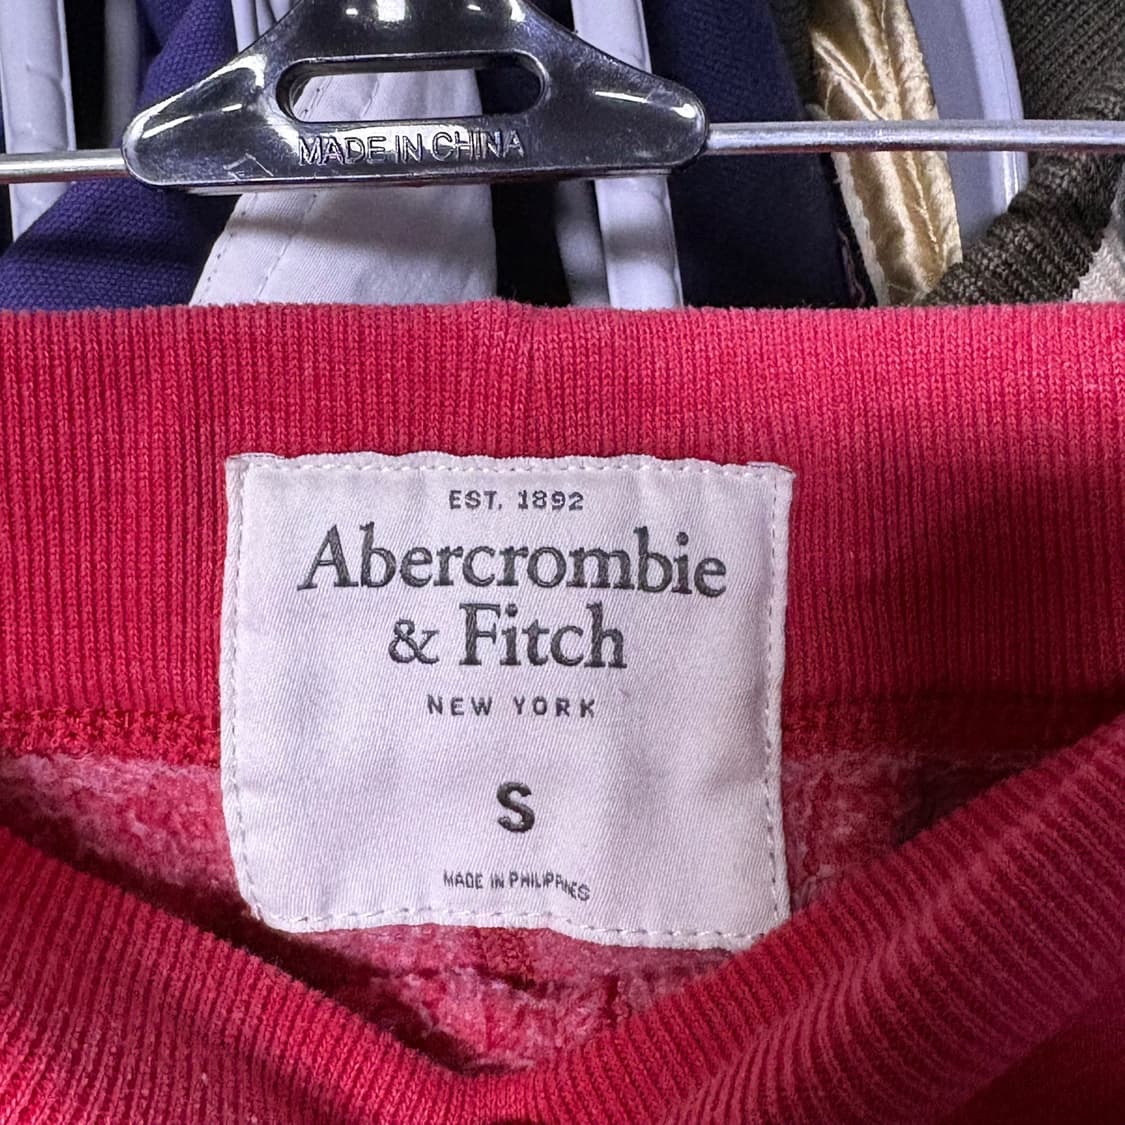 MADE IN CHINA
EST. 1892
Abercrombie
& Fitch
NEW YORK
S
MADE IN PHILIPPINES